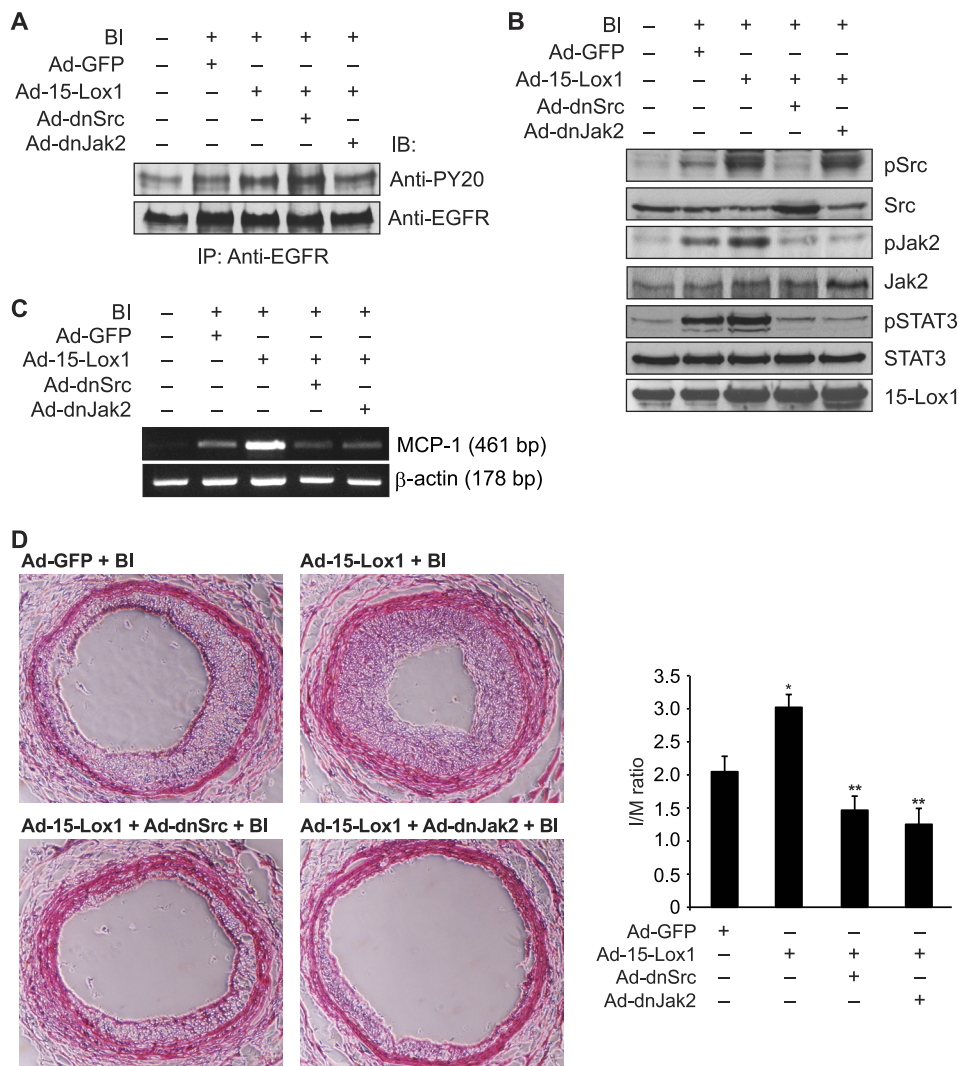 A
BI – + + + +
Ad-GFP – + – – –
Ad-15-Lox1 – – + + +
Ad-dnSrc – – – + –
Ad-dnJak2 – – – – +
IB:
Anti-PY20
Anti-EGFR
IP: Anti-EGFR
B
BI – + + + +
Ad-GFP – + – – –
Ad-15-Lox1 – – + + +
Ad-dnSrc – – – + –
Ad-dnJak2 – – – – +
pSrc
Src
pJak2
Jak2
pSTAT3
STAT3
15-Lox1
C
BI – + + + +
Ad-GFP – + – – –
Ad-15-Lox1 – – + + +
Ad-dnSrc – – – + –
Ad-dnJak2 – – – – +
MCP-1 (461 bp)
β-actin (178 bp)
D
Ad-GFP + BI
Ad-15-Lox1 + BI
Ad-15-Lox1 + Ad-dnSrc + BI
Ad-15-Lox1 + Ad-dnJak2 + BI
I/M ratio
3.5
3.0
2.5
2.0
1.5
1.0
0.5
0
*
**
**
Ad-GFP + – – –
Ad-15-Lox1 – + + +
Ad-dnSrc – – + –
Ad-dnJak2 – – – +